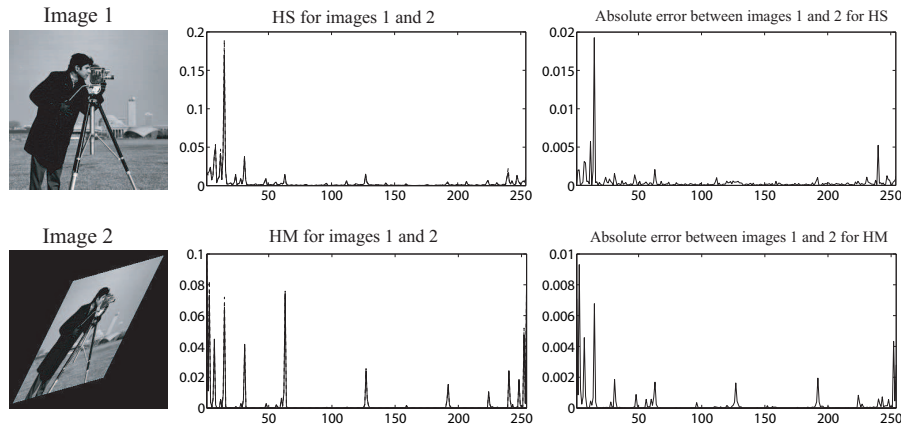 Image 1
HS for images 1 and 2
Absolute error between images 1 and 2 for HS
0.2
0.15
0.1
0.05
0
50 100 150 200 250
0.02
0.015
0.01
0.005
0
50 100 150 200 250
Image 2
HM for images 1 and 2
Absolute error between images 1 and 2 for HM
0.1
0.08
0.06
0.04
0.02
0
50 100 150 200 250
0.01
0.008
0.006
0.004
0.002
0
50 100 150 200 250